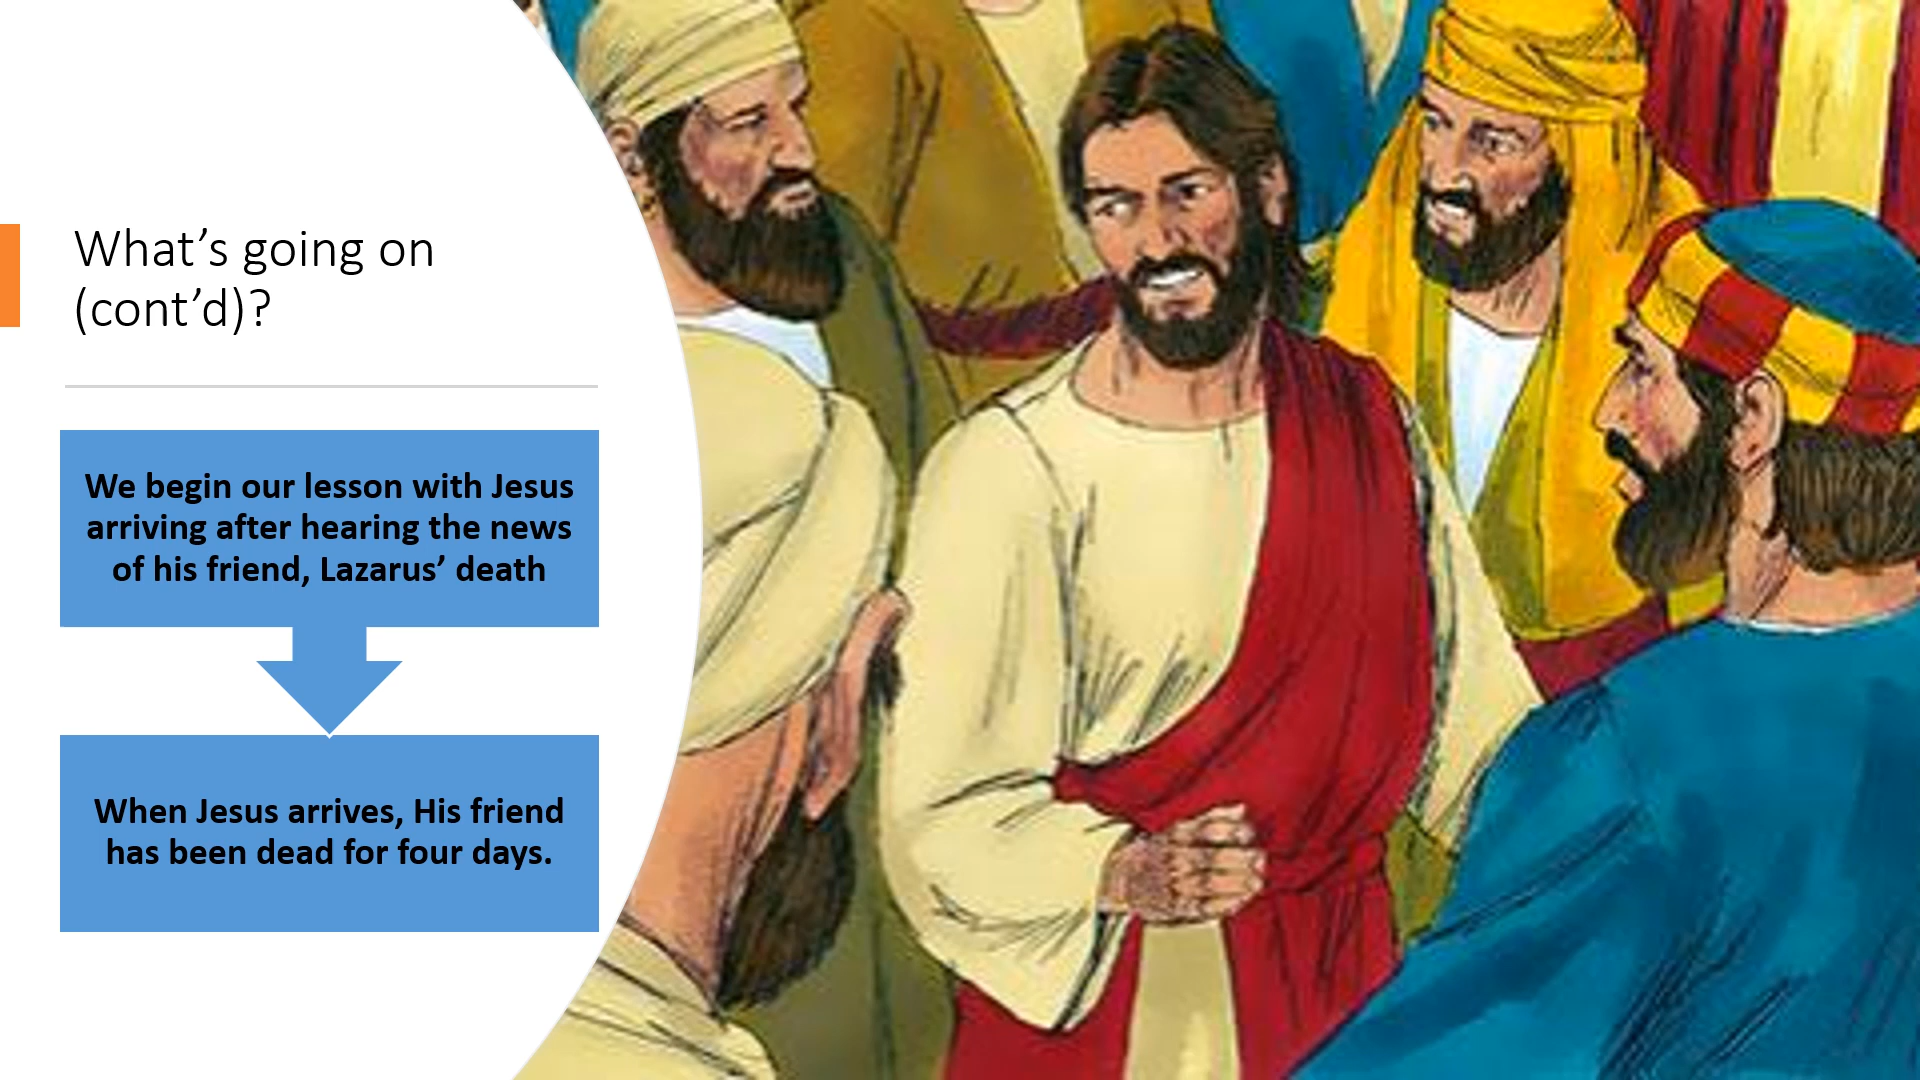 What’s going on
(cont’d)?
We begin our lesson with Jesus
arriving after hearing the news
of his friend, Lazarus’ death
When Jesus arrives, His friend
has been dead for four days.